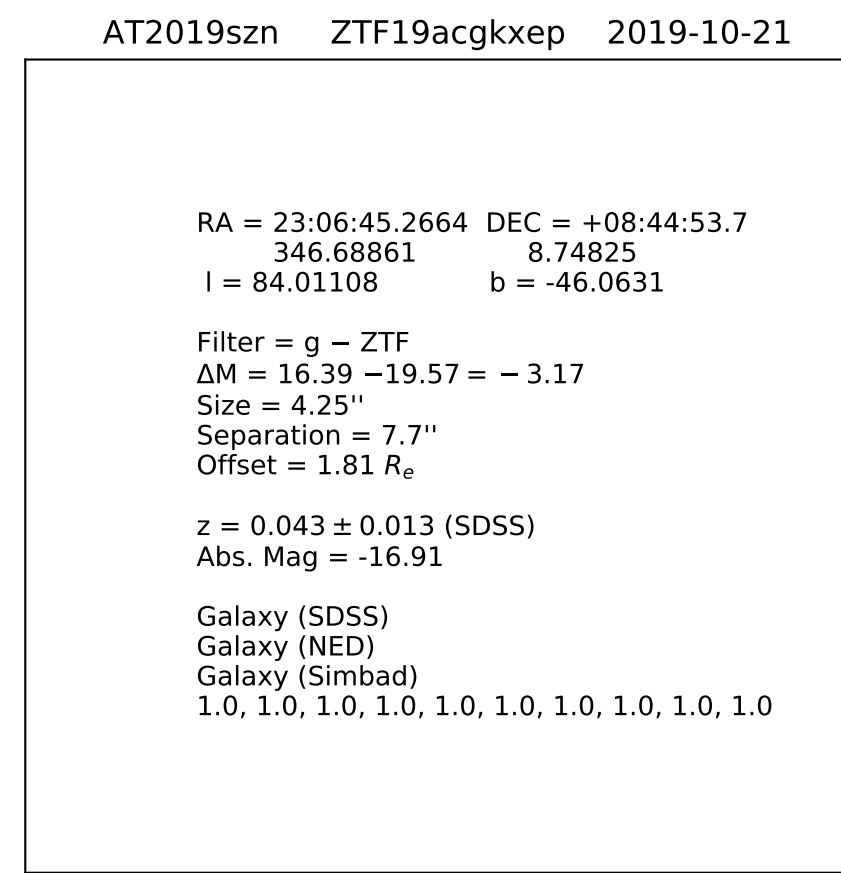 AT2019szn ZTF19acgkxep 2019-10-21
RA = 23:06:45.2664 DEC = +08:44:53.7
346.68861 8.74825
l = 84.01108 b = -46.0631
Filter = g − ZTF
ΔM = 16.39 −19.57 = − 3.17
Size = 4.25''
Separation = 7.7''
Offset = 1.81 Re
z = 0.043 ± 0.013 (SDSS)
Abs. Mag = -16.91
Galaxy (SDSS)
Galaxy (NED)
Galaxy (Simbad)
1.0, 1.0, 1.0, 1.0, 1.0, 1.0, 1.0, 1.0, 1.0, 1.0